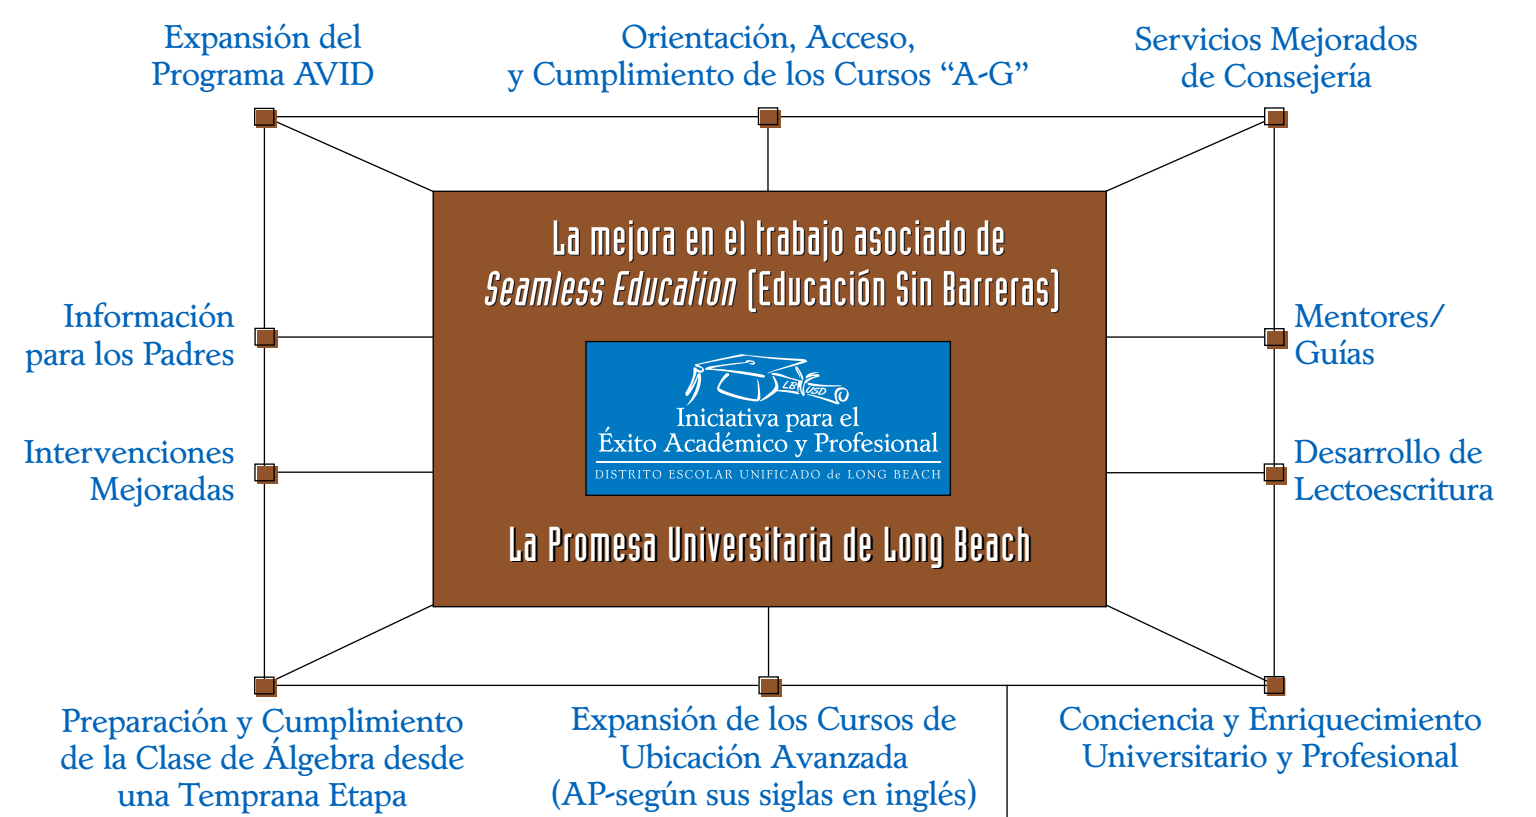 Expansión del
Programa AVID
Orientación, Acceso,
y Cumplimiento de los Cursos “A-G”
Servicios Mejorados
de Consejería
La mejora en el trabajo asociado de
Seamless Education (Educación Sin Barreras)
Información
para los Padres
Mentores/
Guías
LB USD
Iniciativa para el
Éxito Académico y Profesional
DISTRITO ESCOLAR UNIFICADO de LONG BEACH
Intervenciones
Mejoradas
Desarrollo de
Lectoescritura
La Promesa Universitaria de Long Beach
Preparación y Cumplimiento
de la Clase de Álgebra desde
una Temprana Etapa
Expansión de los Cursos de
Ubicación Avanzada
(AP-según sus siglas en inglés)
Conciencia y Enriquecimiento
Universitario y Profesional